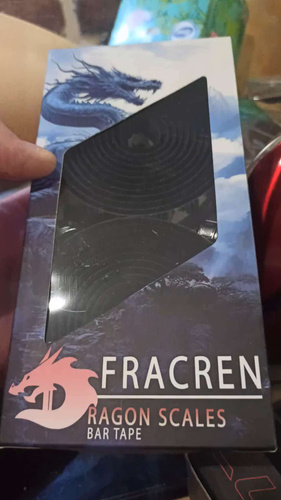 FRACREN
DRAGON SCALES
BAR TAPE